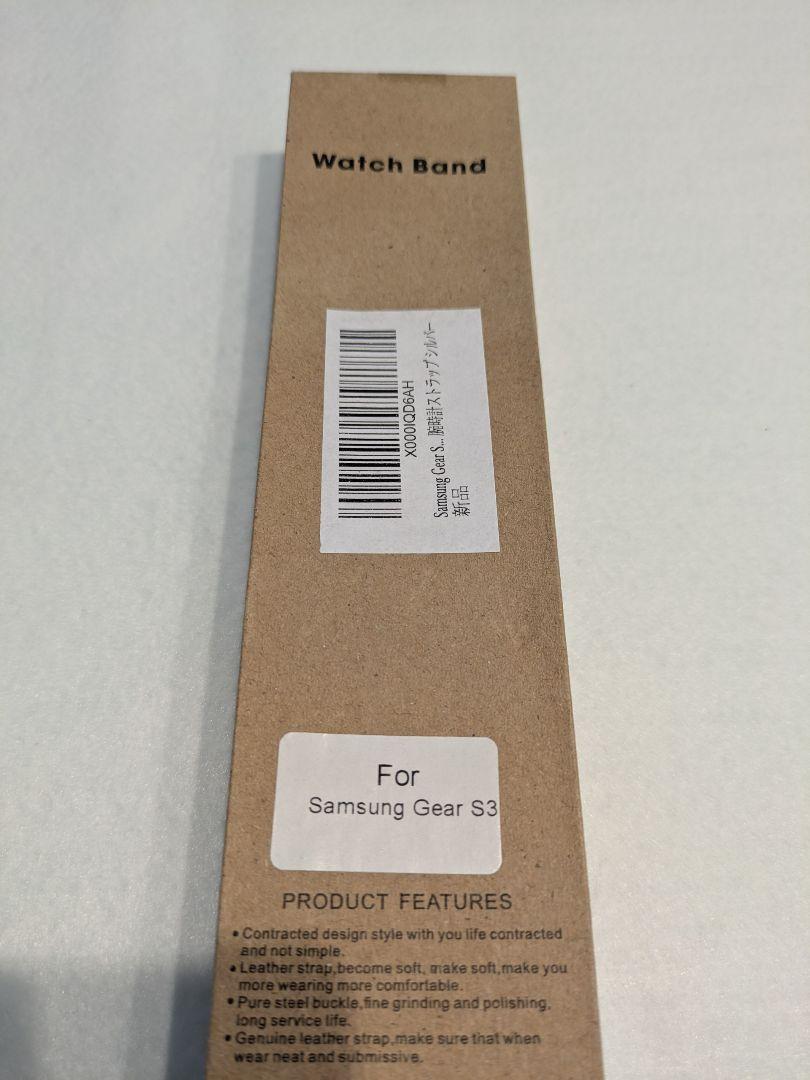 Watch Band
X000IQD6AH
Samsung Gear S... 腕時計ストラップ シルバー
新品
For
Samsung Gear S3
PRODUCT FEATURES
• Contracted design style with you life contracted
and not simple.
• Leather strap,become soft, make soft,make you
more wearing more comfortable.
• Pure steel buckle,fine grinding and polishing,
long service life.
• Genuine leather strap,make sure that when
wear neat and submissive.